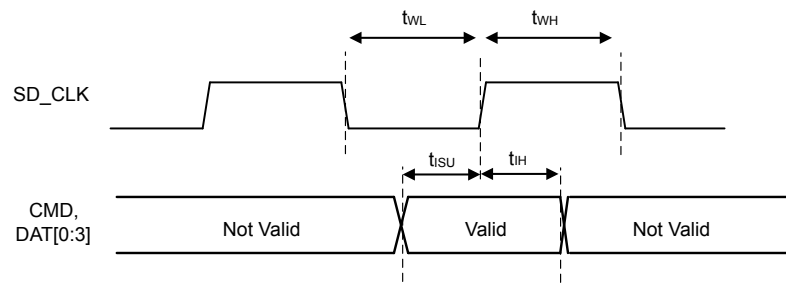 tWL tWH
SD_CLK
tISU tIH
CMD,
DAT[0:3]
Not Valid Valid Not Valid